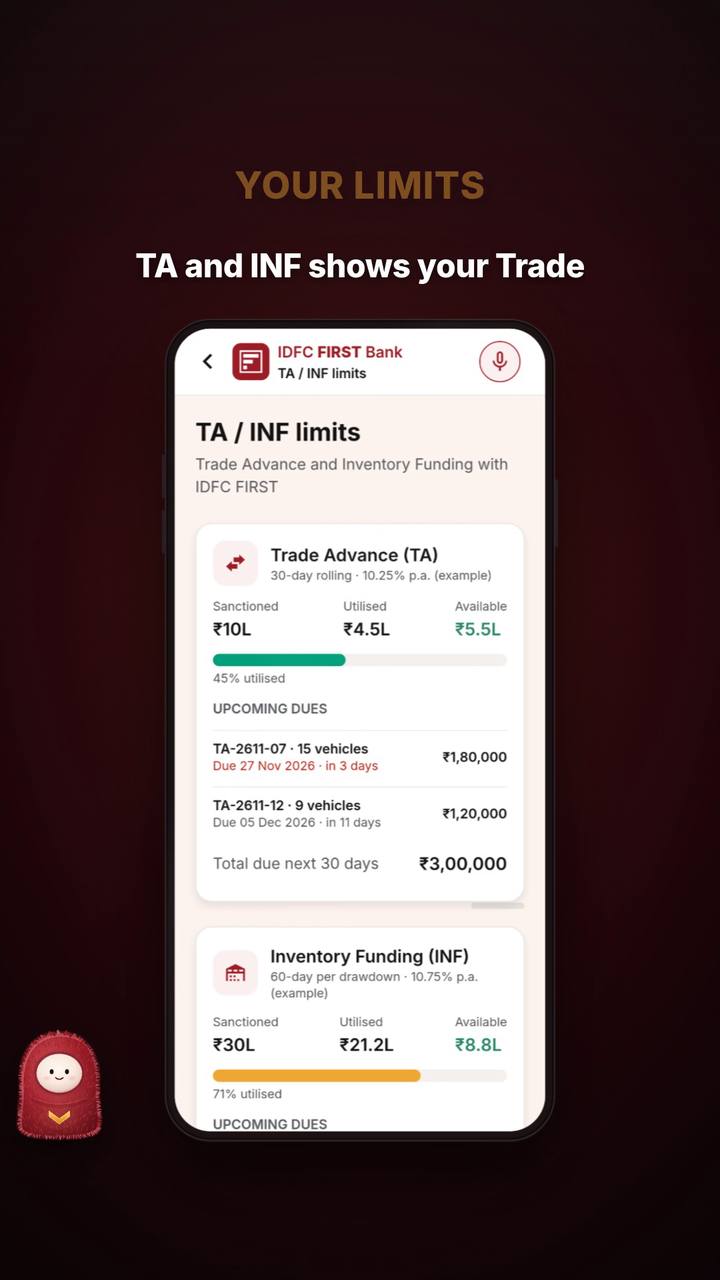 YOUR LIMITS
TA and INF shows your Trade
IDFC FIRST Bank
TA / INF limits
TA / INF limits
Trade Advance and Inventory Funding with
IDFC FIRST
Trade Advance (TA)
30-day rolling · 10.25% p.a. (example)
Sanctioned Utilised Available
₹10L ₹4.5L ₹5.5L
45% utilised
UPCOMING DUES
TA-2611-07 · 15 vehicles ₹1,80,000
Due 27 Nov 2026 · in 3 days
TA-2611-12 · 9 vehicles ₹1,20,000
Due 05 Dec 2026 · in 11 days
Total due next 30 days ₹3,00,000
Inventory Funding (INF)
60-day per drawdown · 10.75% p.a.
(example)
Sanctioned Utilised Available
₹30L ₹21.2L ₹8.8L
71% utilised
UPCOMING DUES